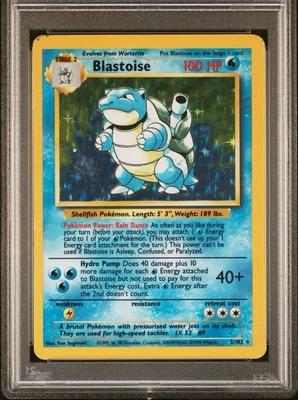 Evolves from Wartortle Put Blastoise on the Stage 1 card
STAGE 2
Blastoise 100 HP
Shellfish Pokémon. Length: 5' 3", Weight: 189 lbs.
Pokémon Power: Rain Dance As often as you like during
your turn (before your attack), you may attach 1 Energy
card to 1 of your Pokémon. (This doesn't use up your 1
Energy card attachment for the turn.) This power can't be
used if Blastoise is Asleep, Confused, or Paralyzed.
Hydro Pump Does 40 damage plus 10
more damage for each Energy attached
to Blastoise but not used to pay for this
attack's Energy cost. Extra Energy after
the 2nd doesn't count.
40+
weakness resistance retreat cost
A brutal Pokémon with pressurized water jets on its shell.
They are used for high-speed tackles. LV. 52 #9
Illus. Ken Sugimori
2/102